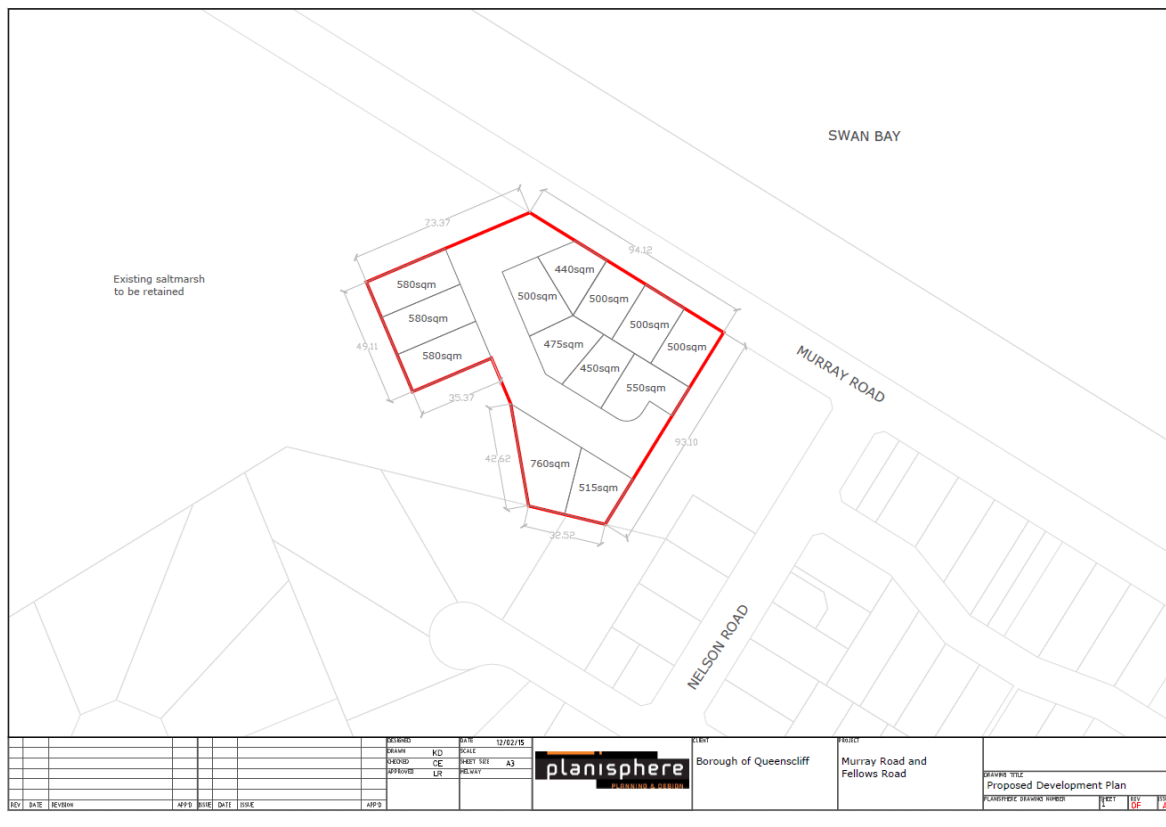 SWAN BAY
73.37
94.12
Existing saltmarsh
to be retained
440sqm
580sqm
500sqm
500sqm
580sqm
500sqm
475sqm
500sqm
49.11
580sqm
MURRAY ROAD
450sqm
550sqm
35.37
93.10
42.62
760sqm
515sqm
32.52
NELSON ROAD
DESIGNED
DRAWN KD
CHECKED CE
APPROVED LR
DATE 12/02/15
SCALE
SHEET SIZE A3
MELWAY
REV DATE REVISION APP'D ISSUE DATE ISSUE APP'D
planisphere
PLANNING & DESIGN
CLIENT
Borough of Queenscliff
PROJECT
Murray Road and
Fellows Road
DRAWING TITLE
Proposed Development Plan
PLANISPHERE DRAWING NUMBER
SHEET
1
REV
OF